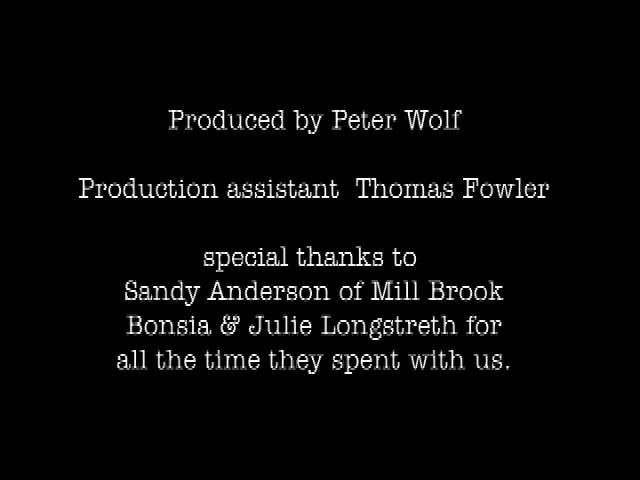 Produced by Peter Wolf
Production assistant Thomas Fowler
special thanks to
Sandy Anderson of Mill Brook
Bonsia & Julie Longstreth for
all the time they spent with us.